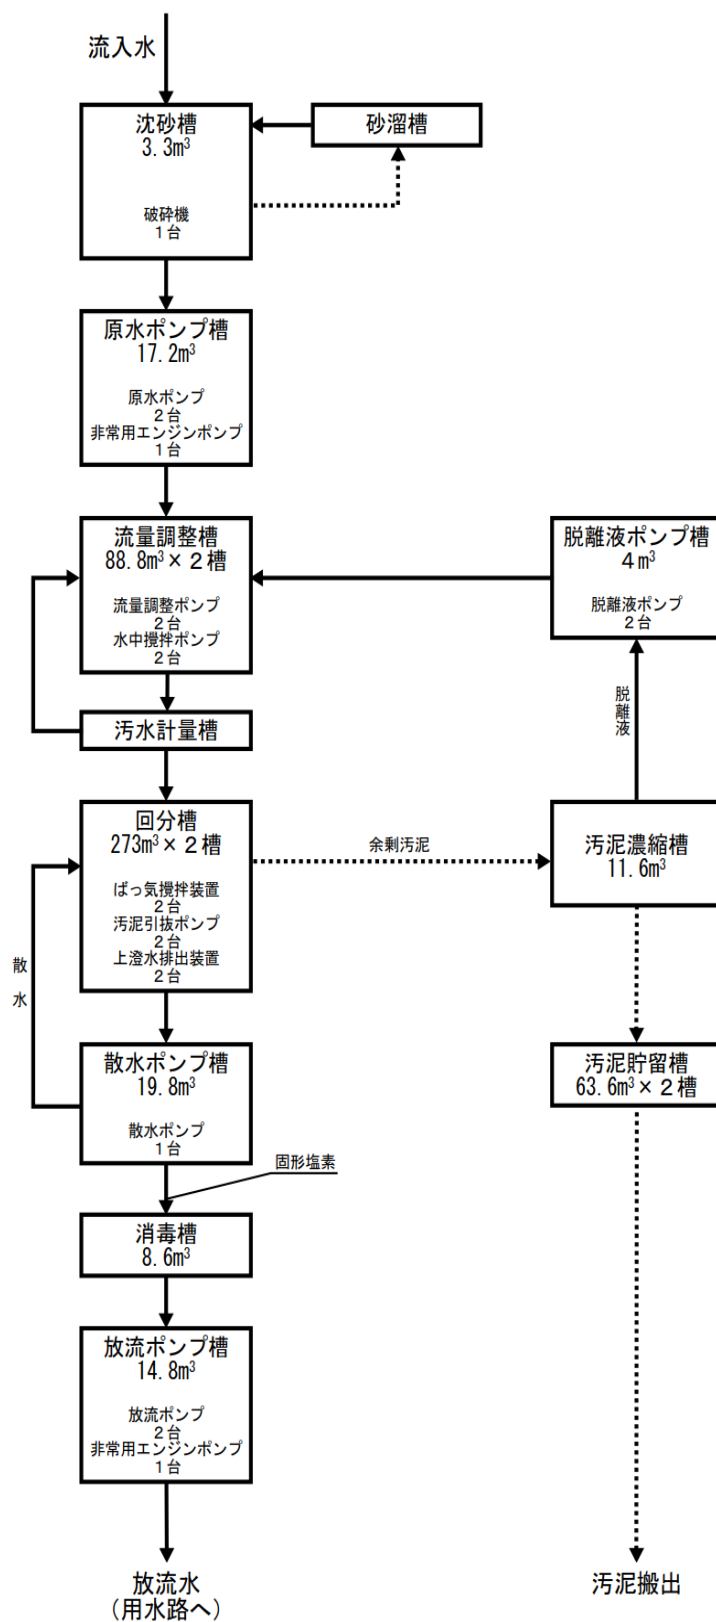 流入水
沈砂槽
3.3m³
破砕機
1台
砂溜槽
原水ポンプ槽
17.2m³
原水ポンプ
2台
非常用エンジンポンプ
1台
流量調整槽
88.8m³×2槽
流量調整ポンプ
2台
水中攪拌ポンプ
2台
脱離液ポンプ槽
4m³
脱離液ポンプ
2台
脱離液
汚水計量槽
回分槽
273m³×2槽
ばっ気攪拌装置
2台
汚泥引抜ポンプ
2台
上澄水排出装置
2台
余剰汚泥
汚泥濃縮槽
11.6m³
散水
散水ポンプ槽
19.8m³
散水ポンプ
1台
汚泥貯留槽
63.6m³×2槽
固形塩素
消毒槽
8.6m³
放流ポンプ槽
14.8m³
放流ポンプ
2台
非常用エンジンポンプ
1台
放流水
(用水路へ)
汚泥搬出